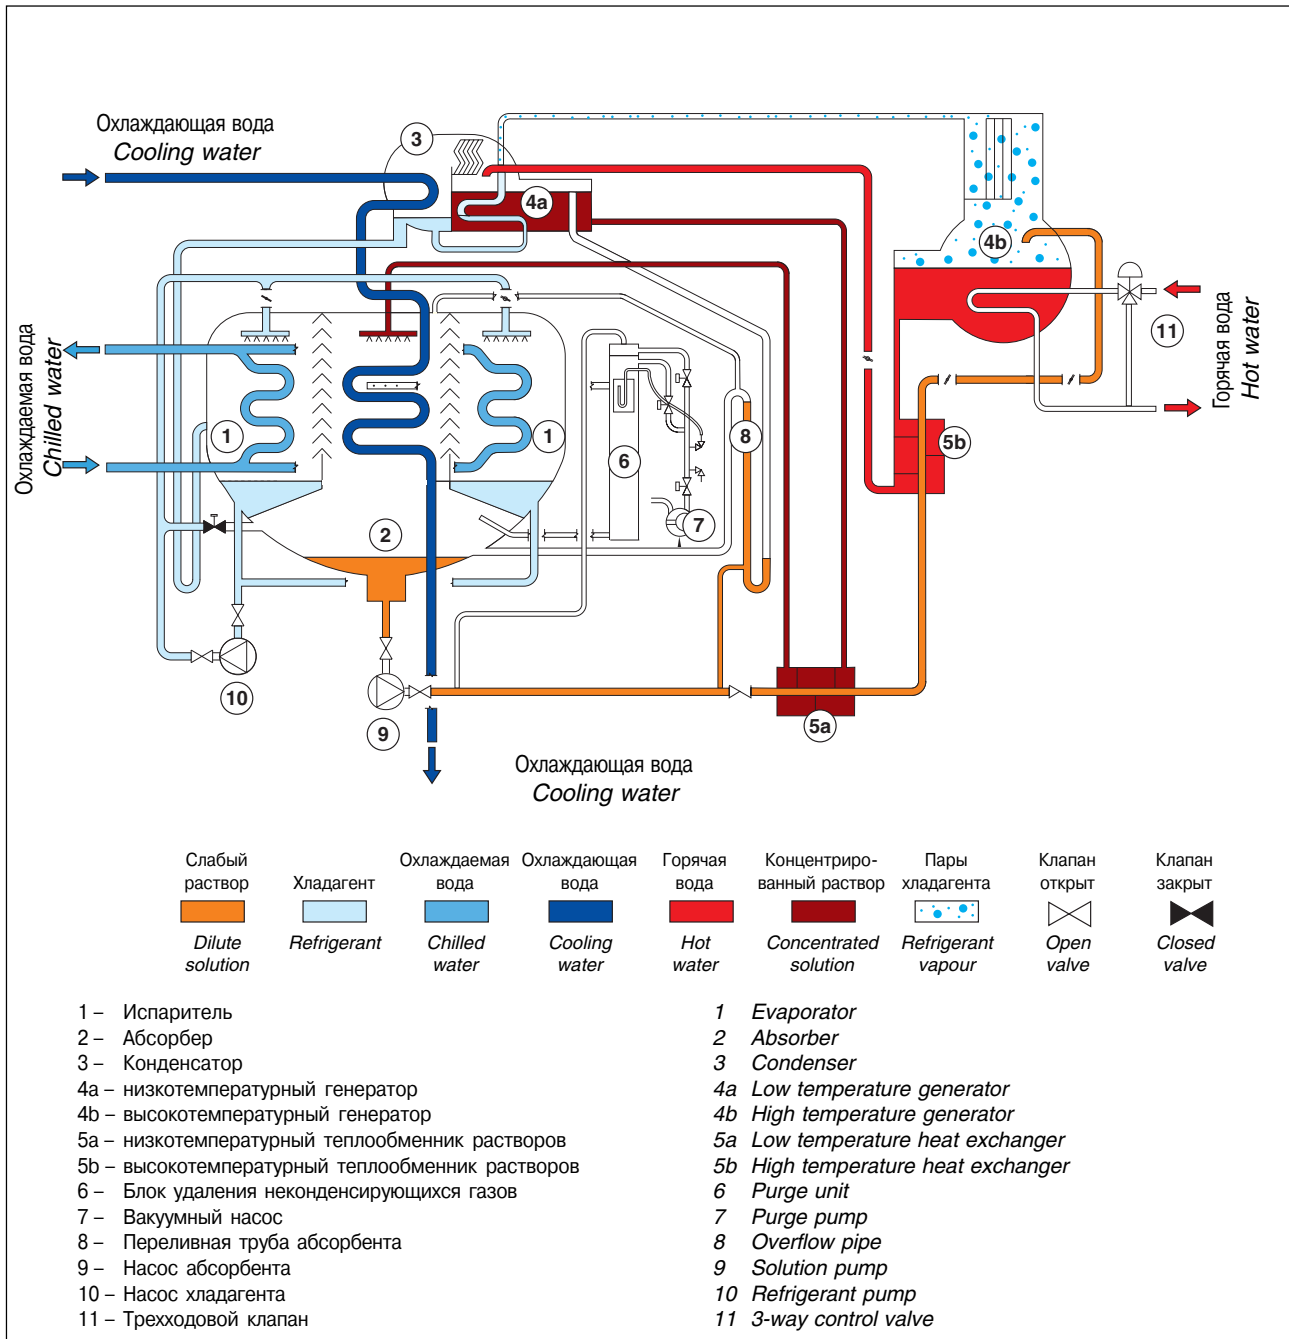 Охлаждающая вода
Cooling water
3
4a
4b
11
Горячая вода
Hot water
Охлаждаемая вода
Chilled water
1
1
2
6
7
8
5b
10
9
5a
Охлаждающая вода
Cooling water
Слабый
раствор
Хладагент
Охлаждаемая
вода
Охлаждающая
вода
Горячая
вода
Концентриро-
ванный раствор
Пары
хладагента
Клапан
открыт
Клапан
закрыт
Dilute
solution
Refrigerant
Chilled
water
Cooling
water
Hot
water
Concentrated
solution
Refrigerant
vapour
Open
valve
Closed
valve
1 – Испаритель
2 – Абсорбер
3 – Конденсатор
4a – низкотемпературный генератор
4b – высокотемпературный генератор
5a – низкотемпературный теплообменник растворов
5b – высокотемпературный теплообменник растворов
6 – Блок удаления неконденсирующихся газов
7 – Вакуумный насос
8 – Переливная труба абсорбента
9 – Насос абсорбента
10 – Насос хладагента
11 – Трехходовой клапан
1 Evaporator
2 Absorber
3 Condenser
4a Low temperature generator
4b High temperature generator
5a Low temperature heat exchanger
5b High temperature heat exchanger
6 Purge unit
7 Purge pump
8 Overflow pipe
9 Solution pump
10 Refrigerant pump
11 3-way control valve